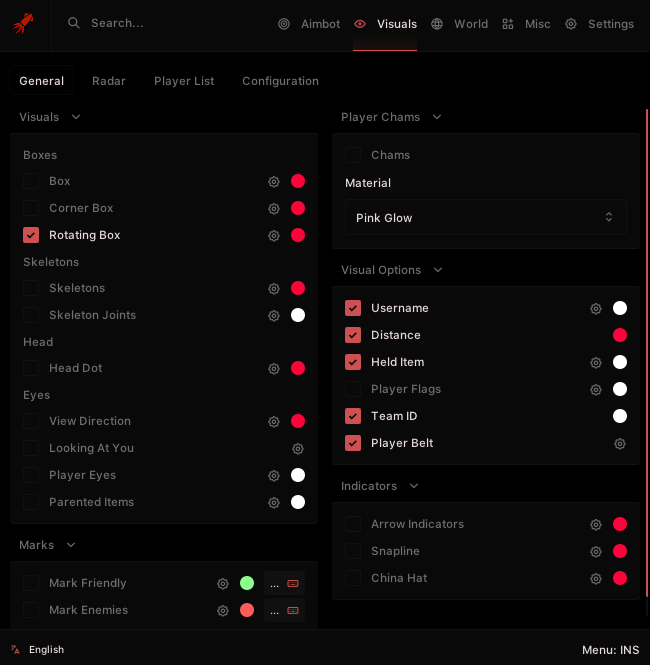 Search...
Aimbot
Visuals
World
Misc
Settings
General
Radar
Player List
Configuration
Visuals
Boxes
Box
Corner Box
Rotating Box
Skeletons
Skeletons
Skeleton Joints
Head
Head Dot
Eyes
View Direction
Looking At You
Player Eyes
Parented Items
Marks
Mark Friendly
...
Mark Enemies
...
Player Chams
Chams
Material
Pink Glow
Visual Options
Username
Distance
Held Item
Player Flags
Team ID
Player Belt
Indicators
Arrow Indicators
Snapline
China Hat
English
Menu: INS